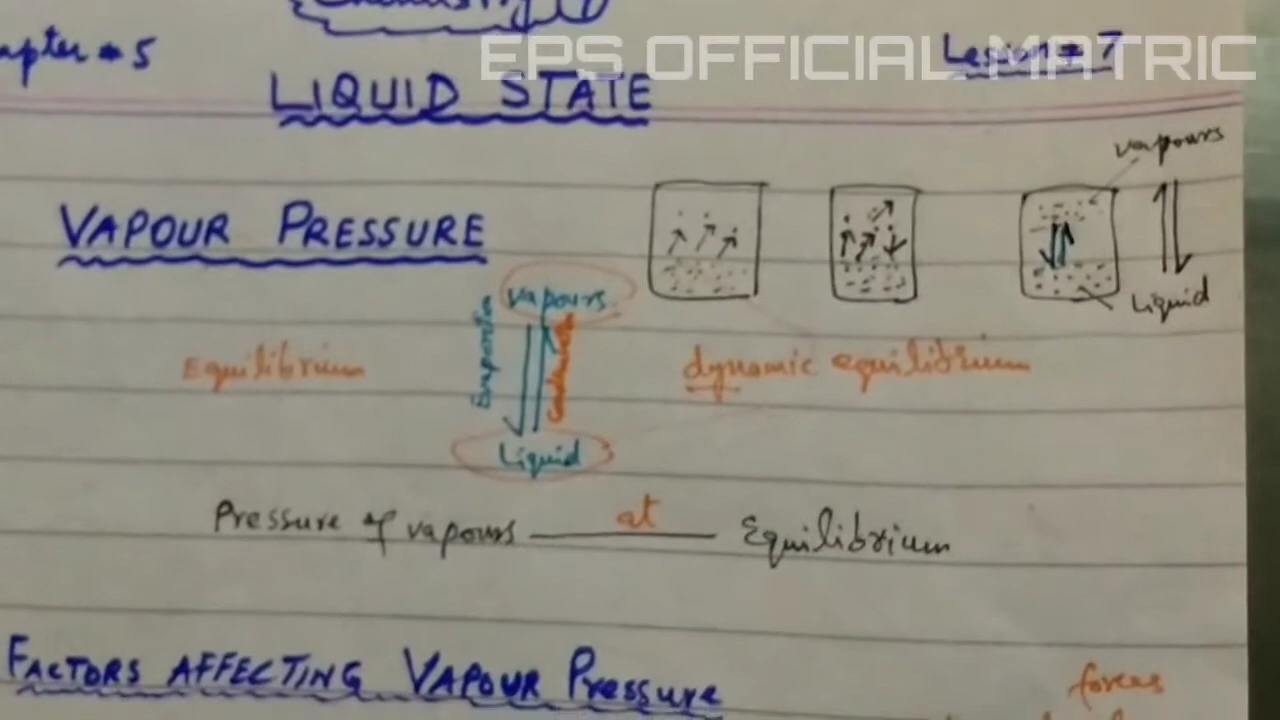 Chemistry
apter # 5
EPS OFFICIAL MATRIC
Lesson # 7
LIQUID STATE
vapours
VAPOUR PRESSURE
vapours
Liquid
Equilibrium
dynamic equilibrium
Liquid
Pressure of vapours at Equilibrium
FACTORS AFFECTING VAPOUR Pressure
forces